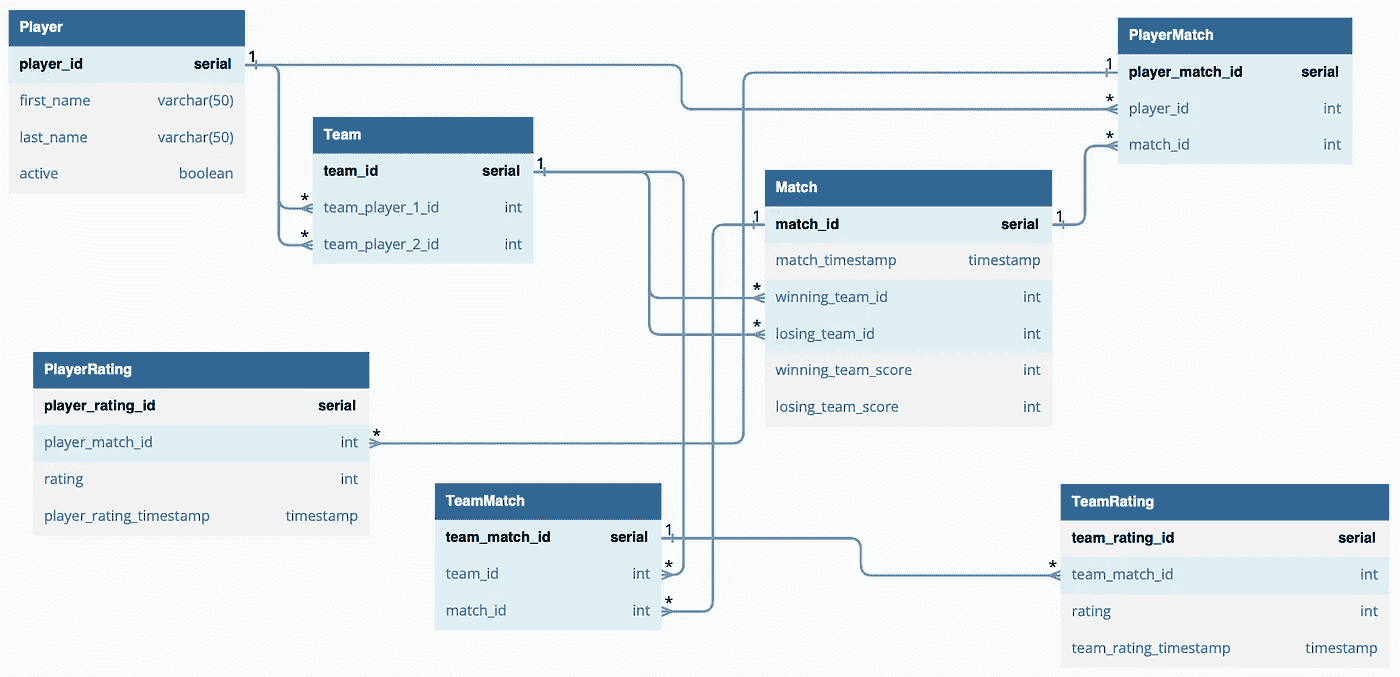 Player
player_id serial
first_name varchar(50)
last_name varchar(50)
active boolean
1
Team
team_id serial
team_player_1_id int
team_player_2_id int
*
*
1
PlayerMatch
player_match_id serial
player_id int
match_id int
1
*
*
Match
match_id serial
match_timestamp timestamp
winning_team_id int
losing_team_id int
winning_team_score int
losing_team_score int
1
1
*
*
PlayerRating
player_rating_id serial
player_match_id int
rating int
player_rating_timestamp timestamp
*
TeamMatch
team_match_id serial
team_id int
match_id int
1
*
*
TeamRating
team_rating_id serial
team_match_id int
rating int
team_rating_timestamp timestamp
*